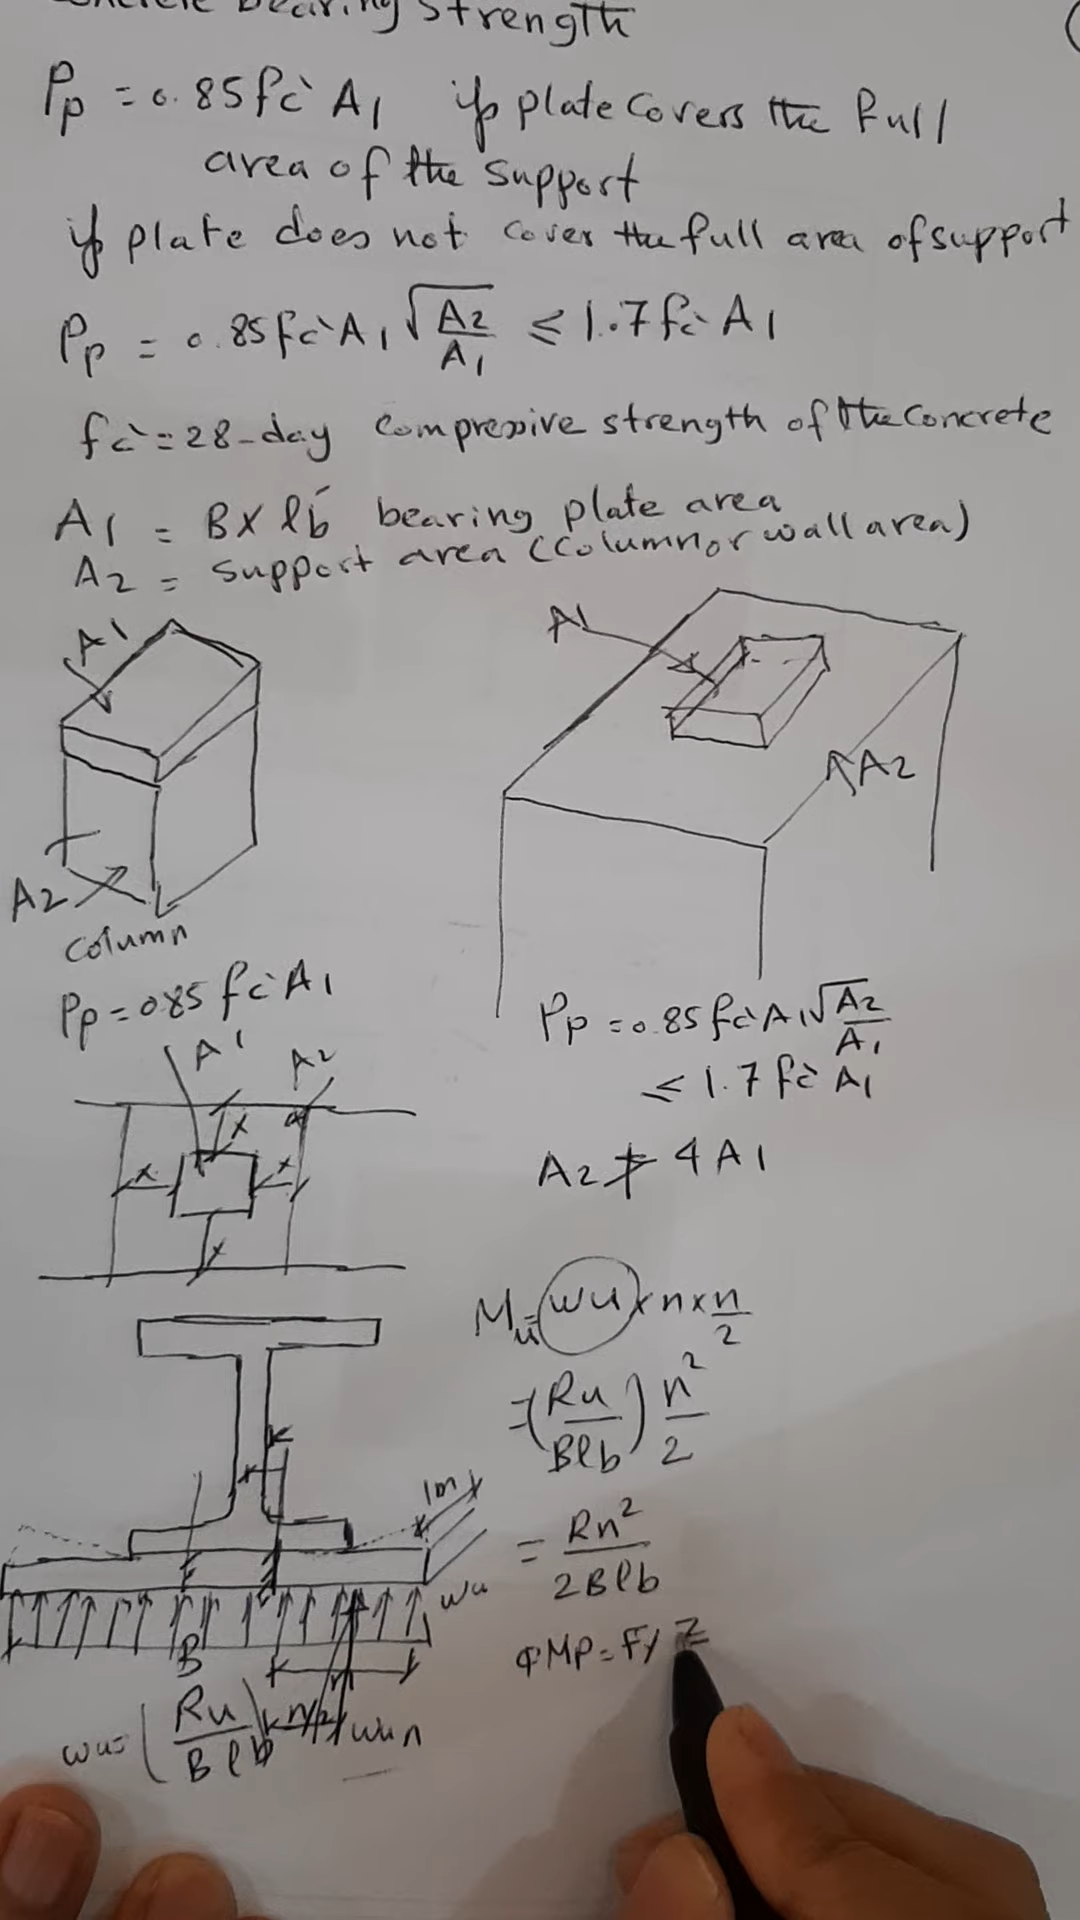 Concrete bearing strength
Pp = 0.85 fc' A1 if plate covers the full
area of the support
if plate does not cover the full area of support
Pp = 0.85 fc' A1 √(A2/A1) ≤ 1.7 fc' A1
fc' = 28-day compressive strength of the concrete
A1 = B x lb bearing plate area
A2 = support area (column or wall area)
A1
A1
A2
A2
column
Pp = 0.85 fc' A1
Pp = 0.85 fc' A1 √(A2/A1)
≤ 1.7 fc' A1
A1
A2
x
x
x
x
A2 ≯ 4 A1
Mu = wu x n x n/2
= (Ru/Blb) n²/2
1m
= Rn²/2Blb
wu
B
n
φMp = Fy Z
wu = (Ru/Blb)
n/2
wun